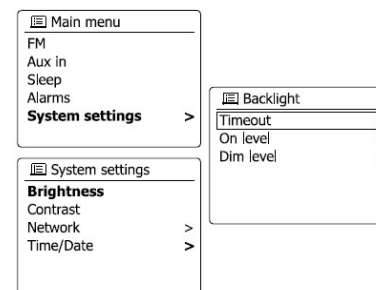 Main menu
FM
Aux in
Sleep
Alarms
System settings >
System settings
Brightness
Contrast
Network >
Time/Date >
Backlight
Timeout
On level
Dim level